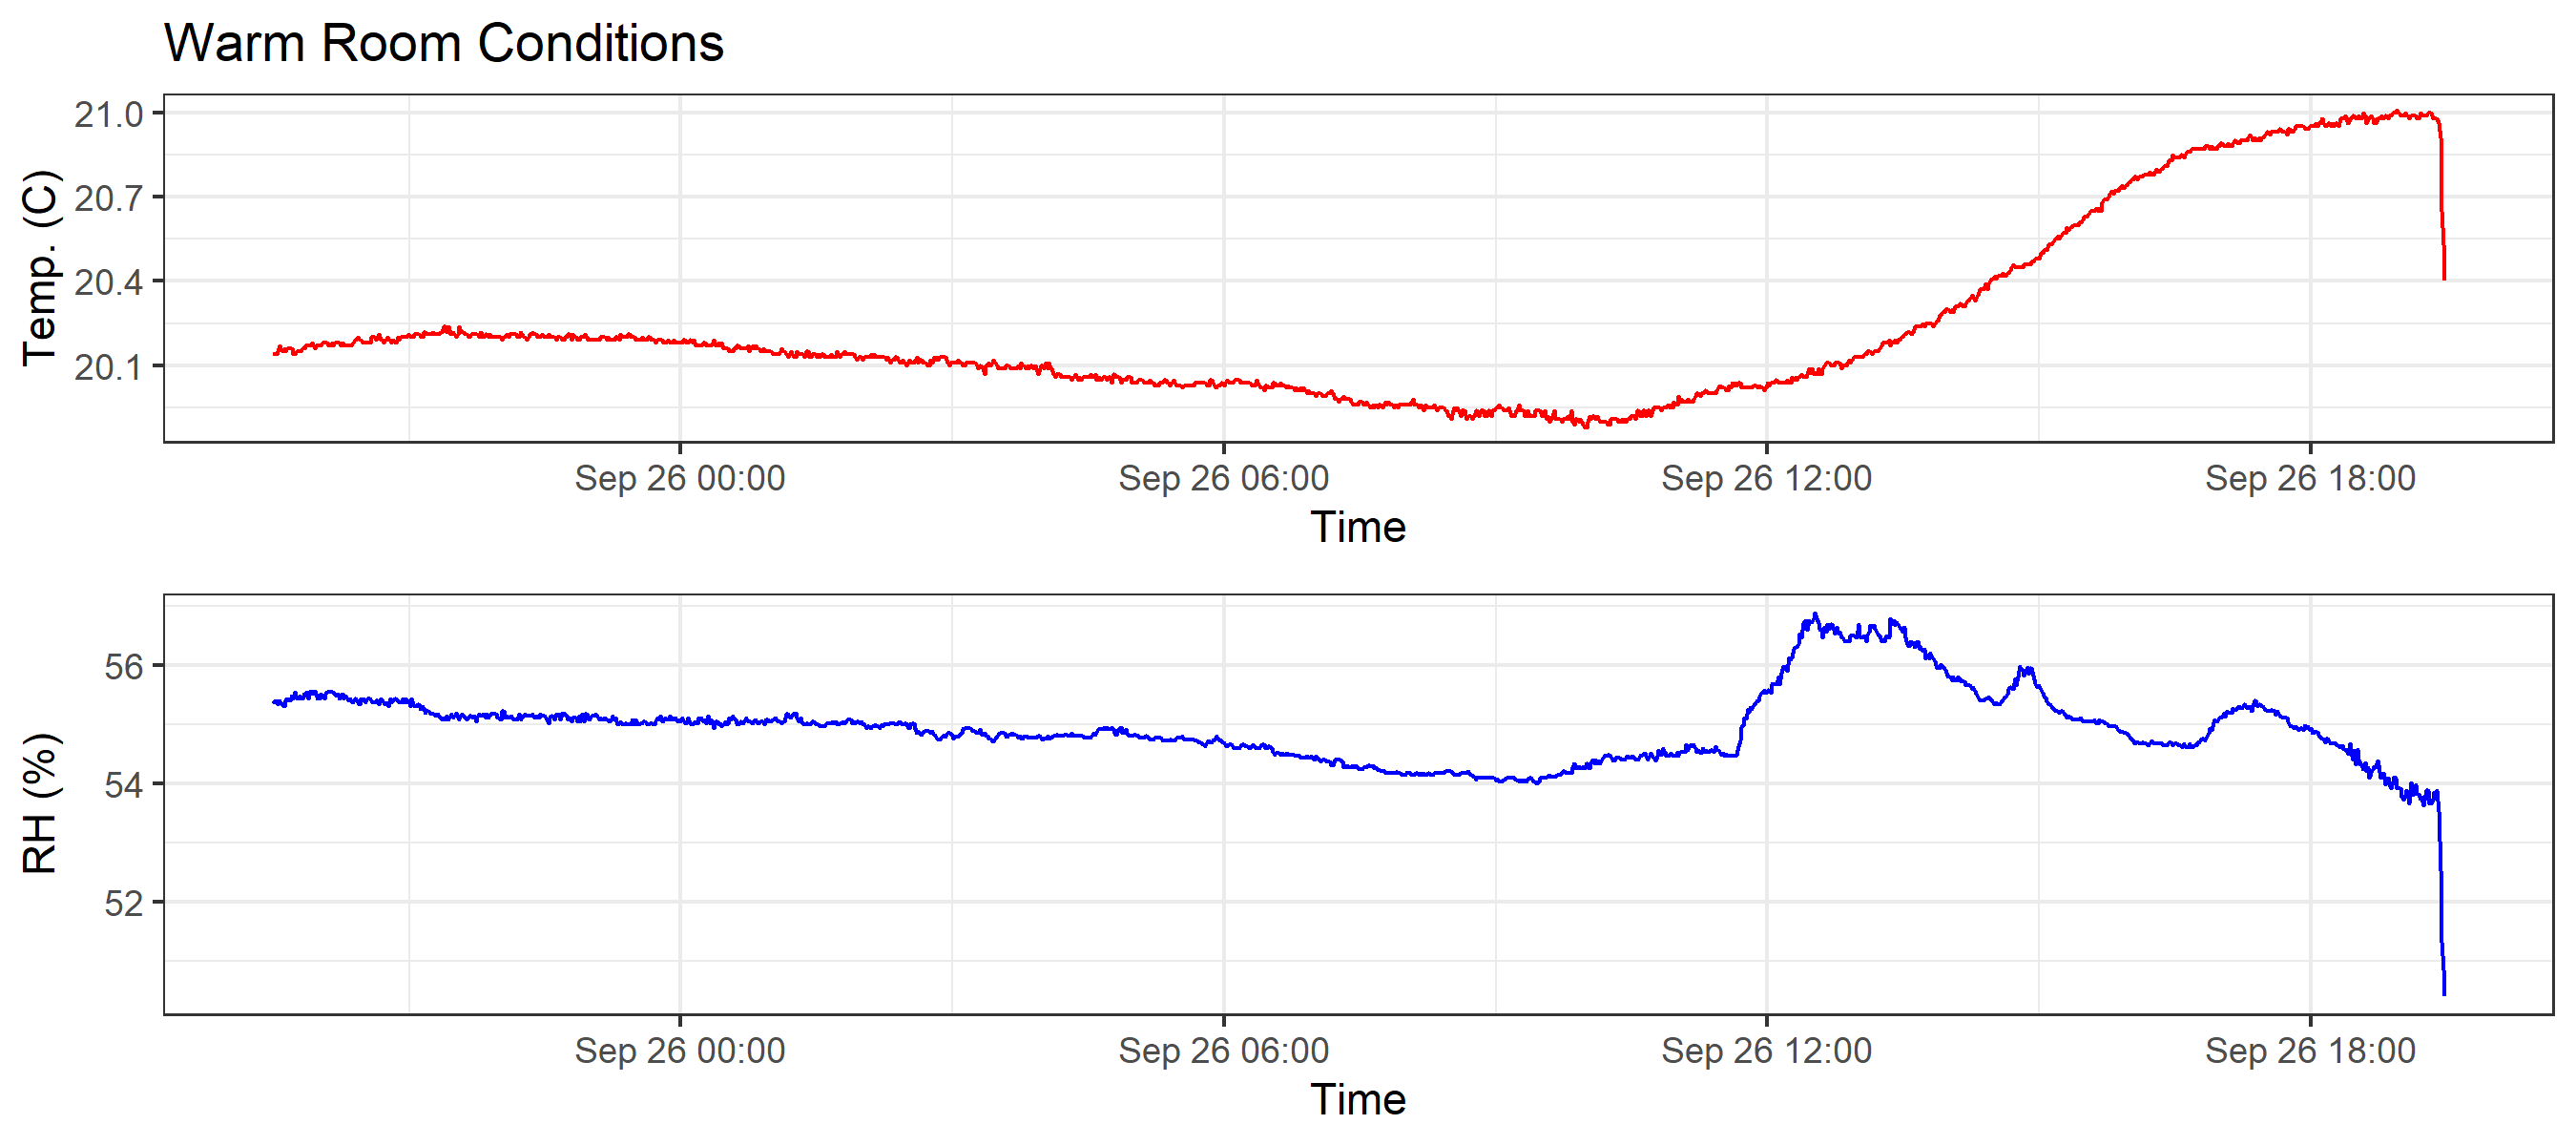 Warm Room Conditions
Temp. (C)
21.0
20.7
20.4
20.1
Sep 26 00:00 Sep 26 06:00 Sep 26 12:00 Sep 26 18:00
Time
RH (%)
56
54
52
Sep 26 00:00 Sep 26 06:00 Sep 26 12:00 Sep 26 18:00
Time